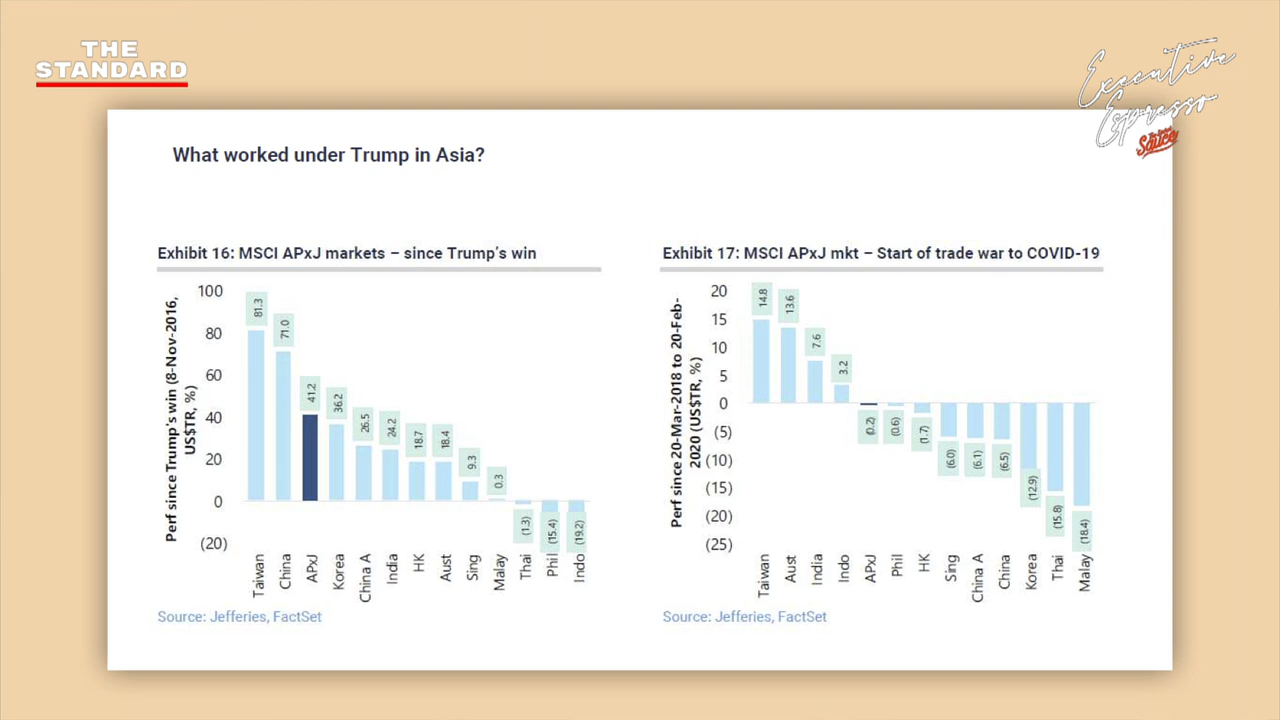 THE
STANDARD
Executive
Espresso
The Secret
Sauce
What worked under Trump in Asia?
Exhibit 16: MSCI APxJ markets – since Trump's win
Perf since Trump's win (8-Nov-2016,
US$TR, %)
100
80
60
40
20
0
(20)
81.3
71.0
41.2
36.2
26.5
24.2
18.7
18.4
9.3
0.3
(1.3)
(15.4)
(19.2)
Taiwan
China
APxJ
Korea
China A
India
HK
Aust
Sing
Malay
Thai
Phil
Indo
Source: Jefferies, FactSet
Exhibit 17: MSCI APxJ mkt – Start of trade war to COVID-19
Perf since 20-Mar-2018 to 20-Feb-
2020 (US$TR, %)
20
15
10
5
0
(5)
(10)
(15)
(20)
(25)
14.8
13.6
7.6
3.2
(0.2)
(0.6)
(1.7)
(6.0)
(6.1)
(6.5)
(12.9)
(15.8)
(18.4)
Taiwan
Aust
India
Indo
APxJ
Phil
HK
Sing
China A
China
Korea
Thai
Malay
Source: Jefferies, FactSet